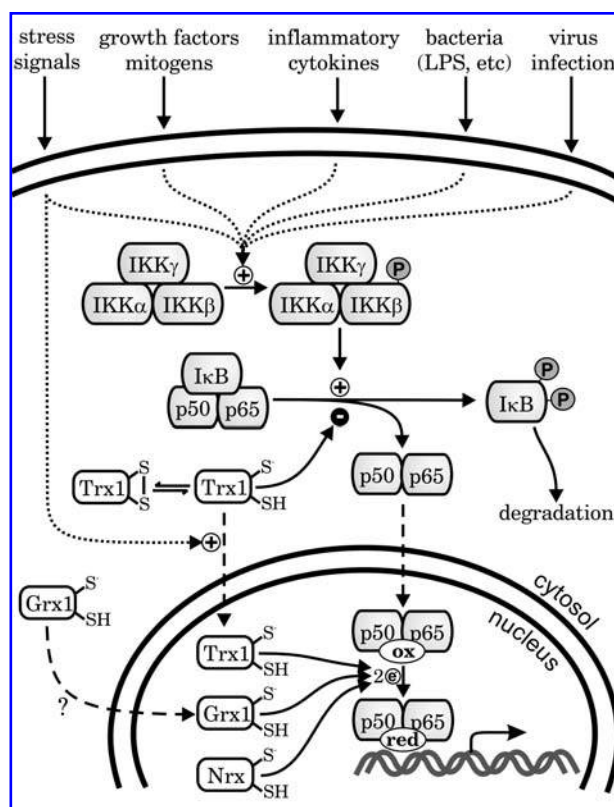 stress
signals
growth factors
mitogens
inflammatory
cytokines
bacteria
(LPS, etc)
virus
infection
IKKγ
IKKα IKKβ
+
IKKγ
P
IKKα IKKβ
IκB
p50 p65
+
-
IκB
P
P
p50 p65
degradation
Trx1
S
S
Trx1
S-
SH
+
Grx1
S-
SH
?
cytosol
nucleus
Trx1
S-
SH
Grx1
S-
SH
Nrx
S-
SH
p50 p65
ox
2e-
p50 p65
red